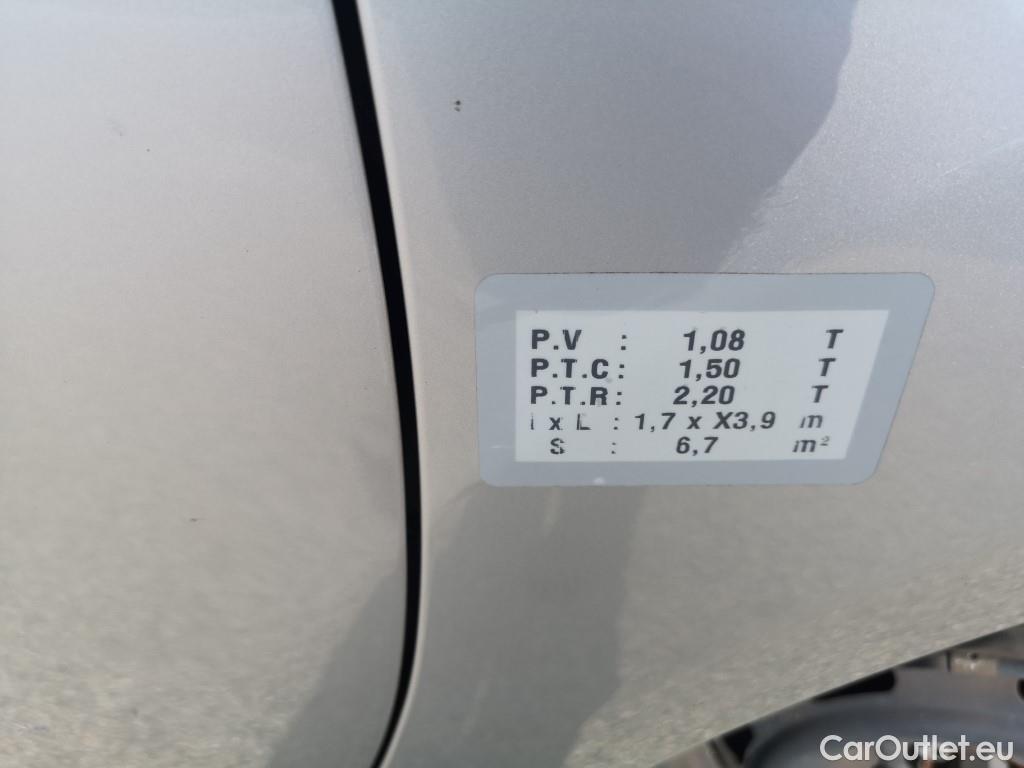 P.V : 1,08 T
P.T.C : 1,50 T
P.T.R : 2,20 T
l x L : 1,7 x X3,9 m
S : 6,7 m²
CarOutlet.eu